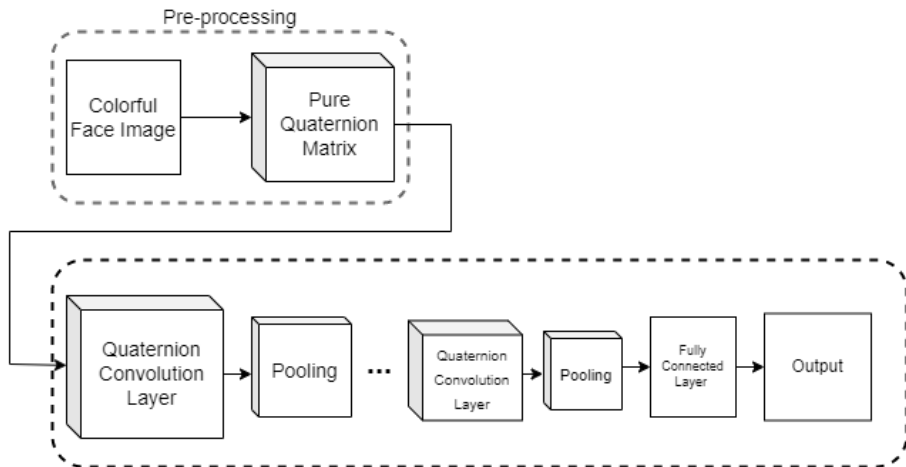 Pre-processing
Colorful
Face Image
Pure
Quaternion
Matrix
Quaternion
Convolution
Layer
Pooling
...
Quaternion
Convolution
Layer
Pooling
Fully
Connected
Layer
Output